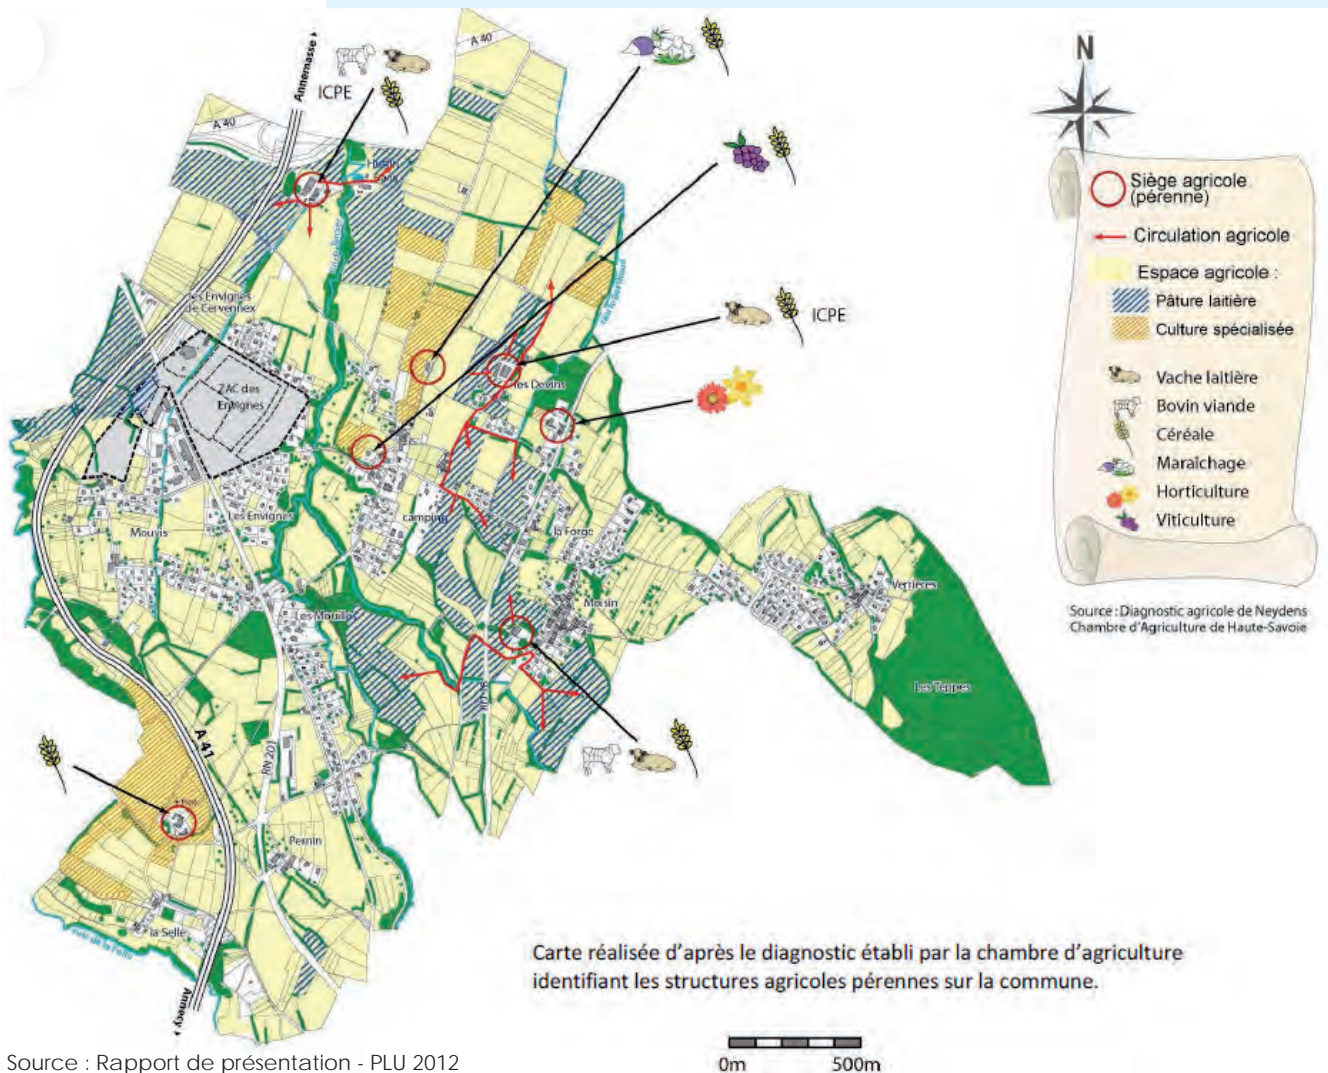 A 40
Annemasse
ICPE
A 40
les Envignes
de Cervennex
ZAC des
Envignes
les Devins
ICPE
Mouvis
Les Envignes
camping
la Forge
Moisin
Verrières
Les Mouilles
Les Teppes
A 41
RN 201
Pernin
la Selle
Annecy
N
Siège agricole
(pérenne)
Circulation agricole
Espace agricole :
Pâture laitière
Culture spécialisée
Vache laitière
Bovin viande
Céréale
Maraîchage
Horticulture
Viticulture
Source : Diagnostic agricole de Neydens
Chambre d'Agriculture de Haute-Savoie
Carte réalisée d'après le diagnostic établi par la chambre d'agriculture
identifiant les structures agricoles pérennes sur la commune.
0m 500m
Source : Rapport de présentation - PLU 2012